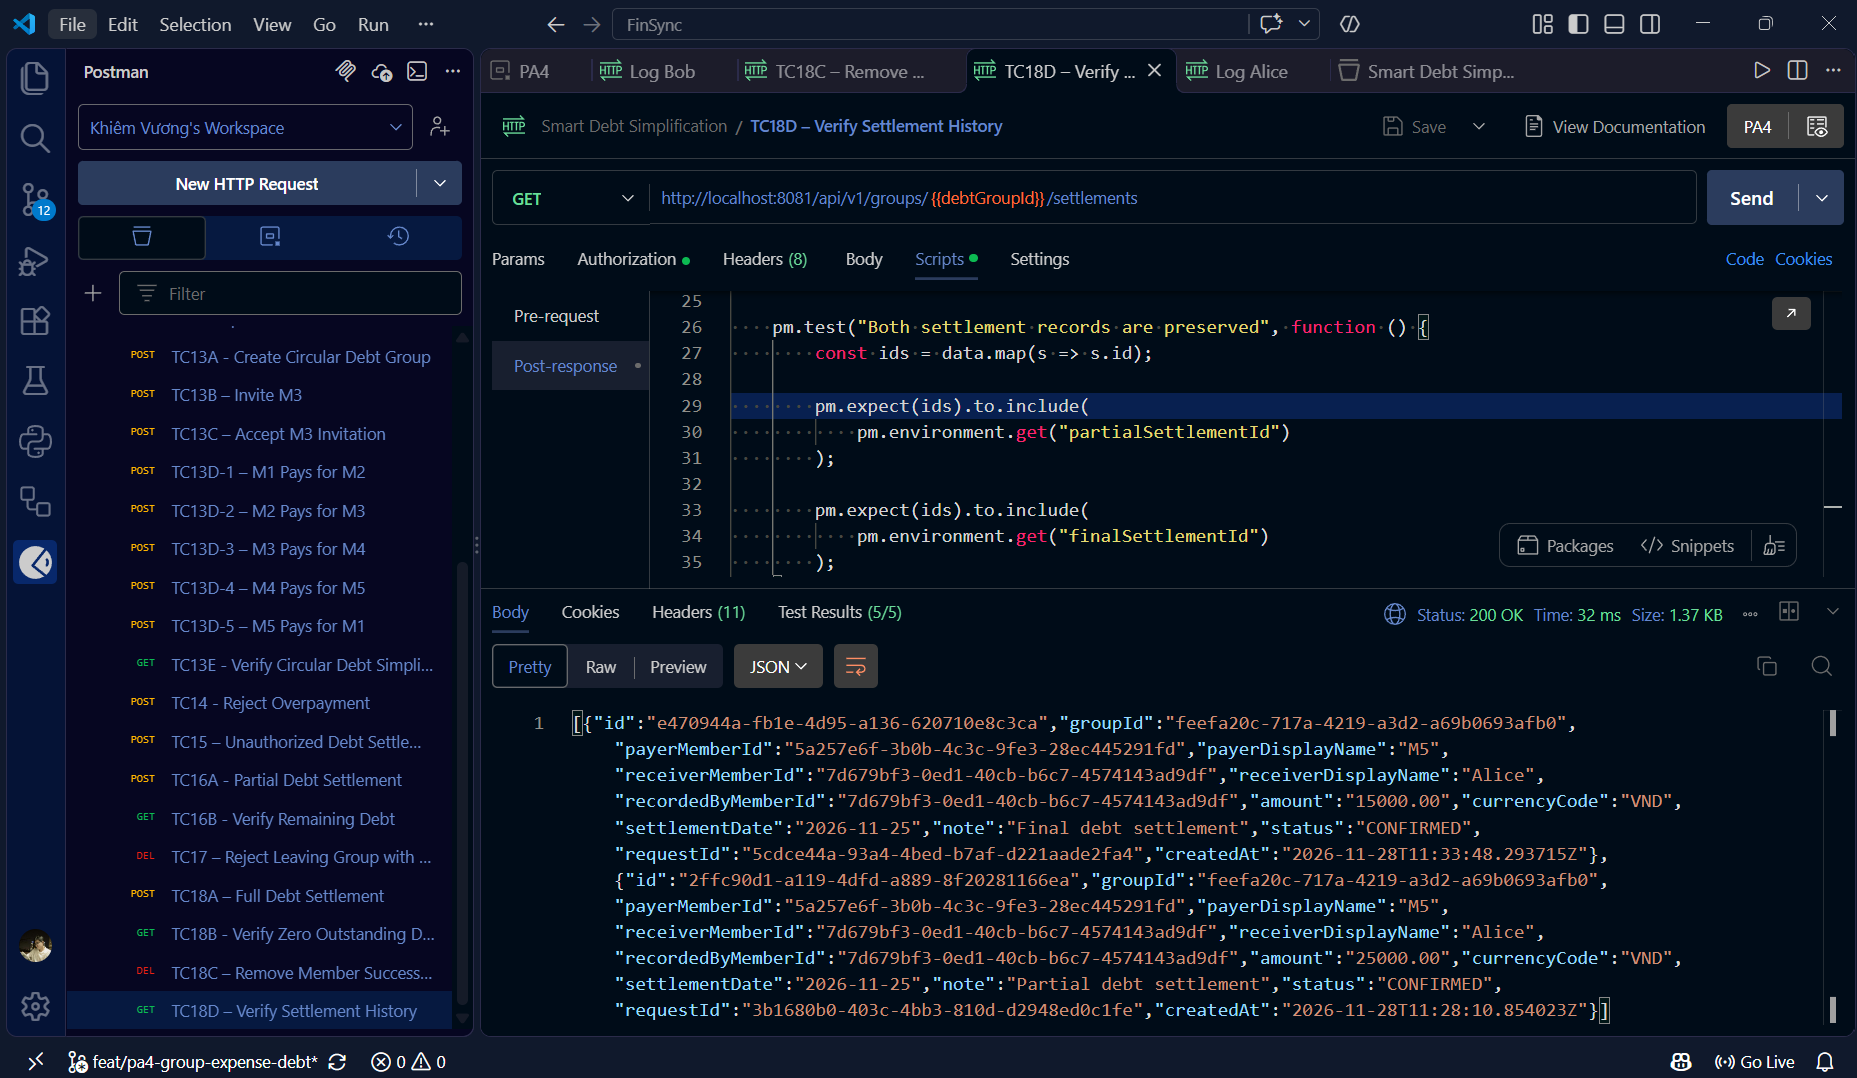 File Edit Selection View Go Run ···
FinSync
Postman
PA4
Log Bob
TC18C – Remove ...
TC18D – Verify ...
Log Alice
Smart Debt Simp...
Khiêm Vương's Workspace
Smart Debt Simplification / TC18D – Verify Settlement History
Save
View Documentation
PA4
New HTTP Request
GET
http://localhost:8081/api/v1/groups/{{debtGroupId}}/settlements
Send
12
Filter
Params
Authorization
Headers (8)
Body
Scripts
Settings
Code Cookies
Pre-request
Post-response
25
26 pm.test("Both settlement records are preserved", function () {
27 const ids = data.map(s => s.id);
28
29 pm.expect(ids).to.include(
30 pm.environment.get("partialSettlementId")
31 );
32
33 pm.expect(ids).to.include(
34 pm.environment.get("finalSettlementId")
35 );
Packages
Snippets
POST TC13A - Create Circular Debt Group
POST TC13B – Invite M3
POST TC13C – Accept M3 Invitation
POST TC13D-1 – M1 Pays for M2
POST TC13D-2 – M2 Pays for M3
POST TC13D-3 – M3 Pays for M4
POST TC13D-4 – M4 Pays for M5
POST TC13D-5 – M5 Pays for M1
GET TC13E - Verify Circular Debt Simpli...
POST TC14 - Reject Overpayment
POST TC15 – Unauthorized Debt Settle...
POST TC16A - Partial Debt Settlement
GET TC16B - Verify Remaining Debt
DEL TC17 – Reject Leaving Group with ...
POST TC18A – Full Debt Settlement
GET TC18B - Verify Zero Outstanding D...
DEL TC18C – Remove Member Success...
GET TC18D – Verify Settlement History
Body
Cookies
Headers (11)
Test Results (5/5)
Status: 200 OK Time: 32 ms Size: 1.37 KB
Pretty
Raw
Preview
JSON
1 [{"id":"e470944a-fb1e-4d95-a136-620710e8c3ca","groupId":"feefa20c-717a-4219-a3d2-a69b0693afb0",
"payerMemberId":"5a257e6f-3b0b-4c3c-9fe3-28ec445291fd","payerDisplayName":"M5",
"receiverMemberId":"7d679bf3-0ed1-40cb-b6c7-4574143ad9df","receiverDisplayName":"Alice",
"recordedByMemberId":"7d679bf3-0ed1-40cb-b6c7-4574143ad9df","amount":"15000.00","currencyCode":"VND",
"settlementDate":"2026-11-25","note":"Final debt settlement","status":"CONFIRMED",
"requestId":"5cdce44a-93a4-4bed-b7af-d221aade2fa4","createdAt":"2026-11-28T11:33:48.293715Z"},
{"id":"2ffc90d1-a119-4dfd-a889-8f20281166ea","groupId":"feefa20c-717a-4219-a3d2-a69b0693afb0",
"payerMemberId":"5a257e6f-3b0b-4c3c-9fe3-28ec445291fd","payerDisplayName":"M5",
"receiverMemberId":"7d679bf3-0ed1-40cb-b6c7-4574143ad9df","receiverDisplayName":"Alice",
"recordedByMemberId":"7d679bf3-0ed1-40cb-b6c7-4574143ad9df","amount":"25000.00","currencyCode":"VND",
"settlementDate":"2026-11-25","note":"Partial debt settlement","status":"CONFIRMED",
"requestId":"3b1680b0-403c-4bb3-810d-d2948ed0c1fe","createdAt":"2026-11-28T11:28:10.854023Z"}]
feat/pa4-group-expense-debt*
0
0
Go Live